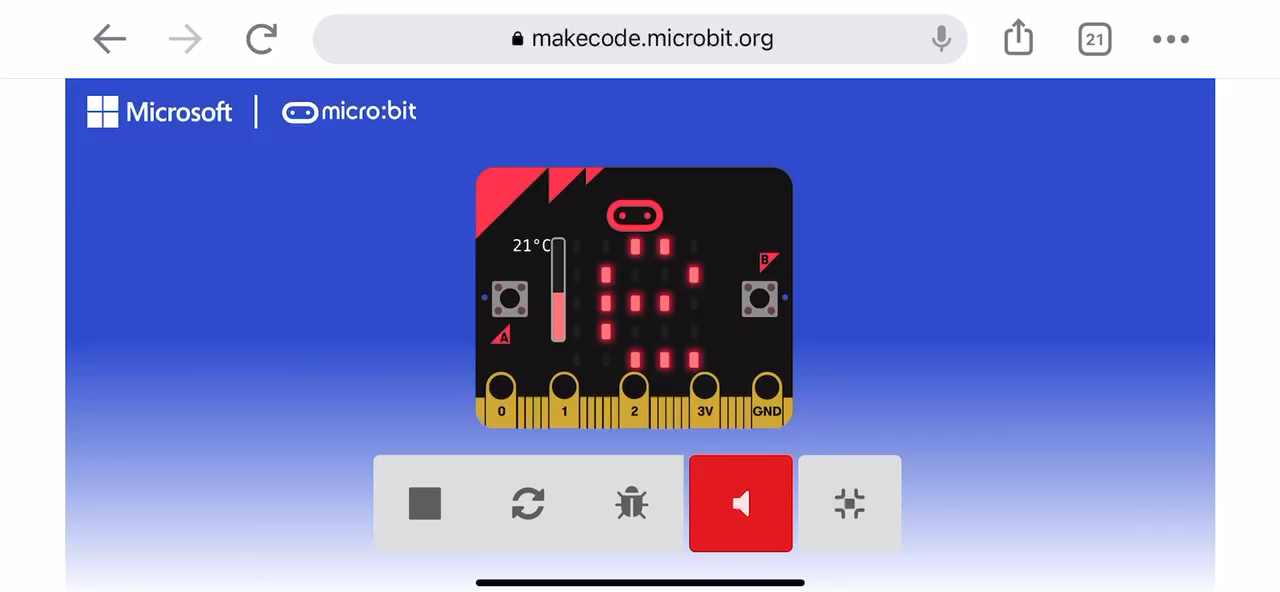 makecode.microbit.org
21
Microsoft | micro:bit
21°C
B
A
0 1 2 3V GND